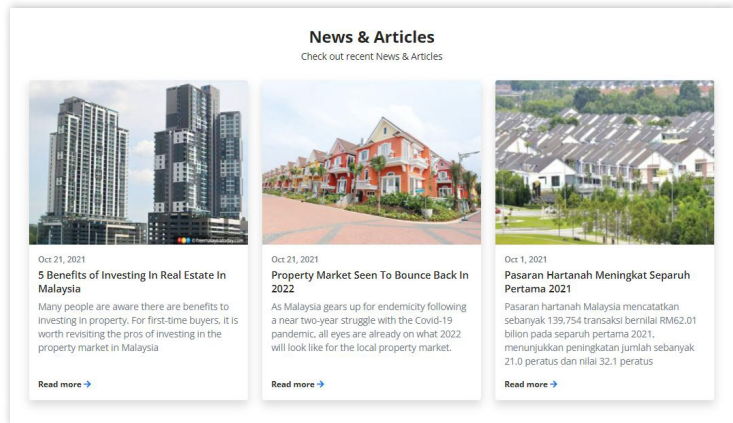 News & Articles
Check out recent News & Articles
© freemalaysiatoday.com
Oct 21, 2021
5 Benefits of Investing In Real Estate In
Malaysia
Many people are aware there are benefits to
investing in property. For first-time buyers, it is
worth revisiting the pros of investing in the
property market in Malaysia
Read more →
Oct 21, 2021
Property Market Seen To Bounce Back In
2022
As Malaysia gears up for endemicity following
a near two-year struggle with the Covid-19
pandemic, all eyes are already on what 2022
will look like for the local property market.
Read more →
Oct 1, 2021
Pasaran Hartanah Meningkat Separuh
Pertama 2021
Pasaran hartanah Malaysia mencatatkan
sebanyak 139,754 transaksi bernilai RM62.01
bilion pada separuh pertama 2021,
menunjukkan peningkatan jumlah sebanyak
21.0 peratus dan nilai 32.1 peratus
Read more →